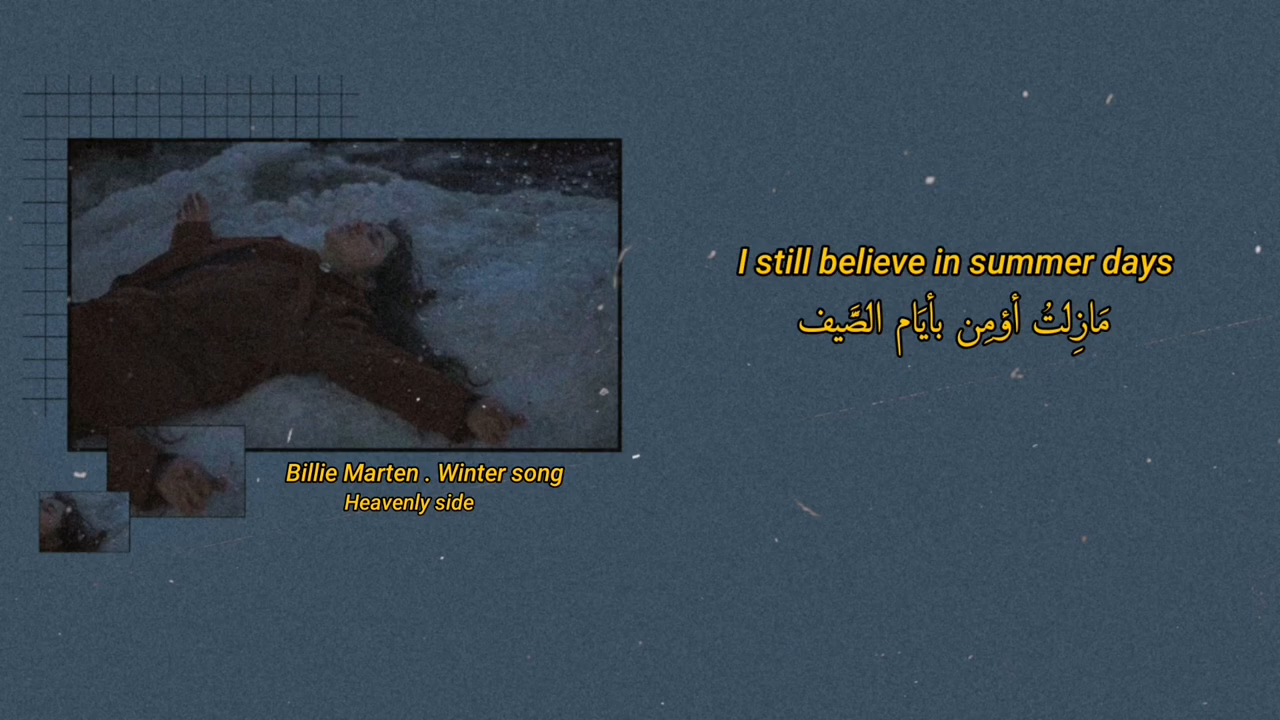 I still believe in summer days
مَازِلتُ أؤمِن بأيَام الصَّيف
Billie Marten . Winter song
Heavenly side